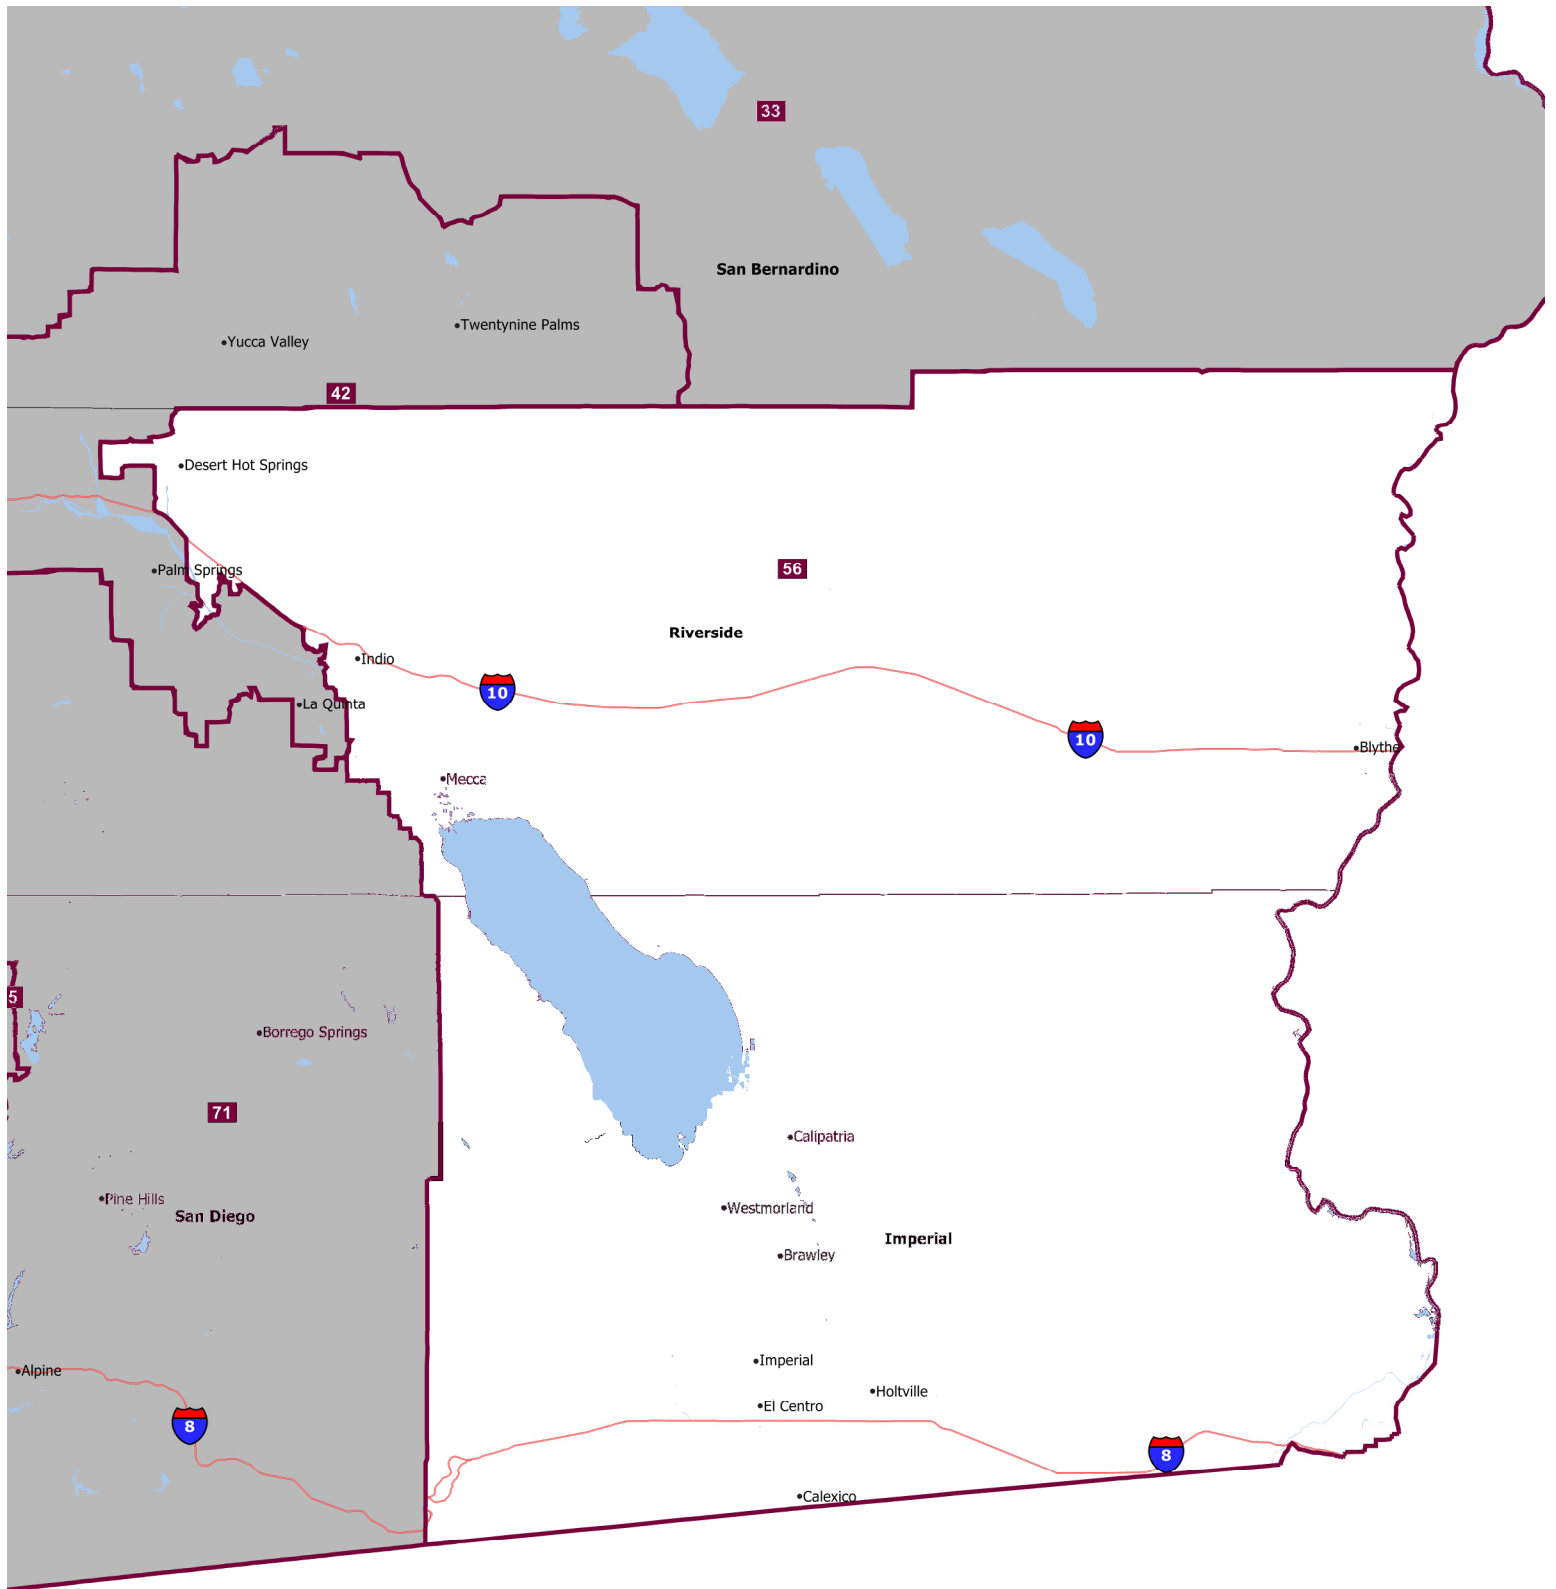 33
San Bernardino
Twentynine Palms
Yucca Valley
42
Desert Hot Springs
56
Palm Springs
Riverside
Indio
10
La Quinta
10
Blythe
Mecca
5
Borrego Springs
71
Calipatria
Pine Hills
Westmorland
San Diego
Imperial
Brawley
Imperial
Alpine
Holtville
El Centro
8
8
Calexico